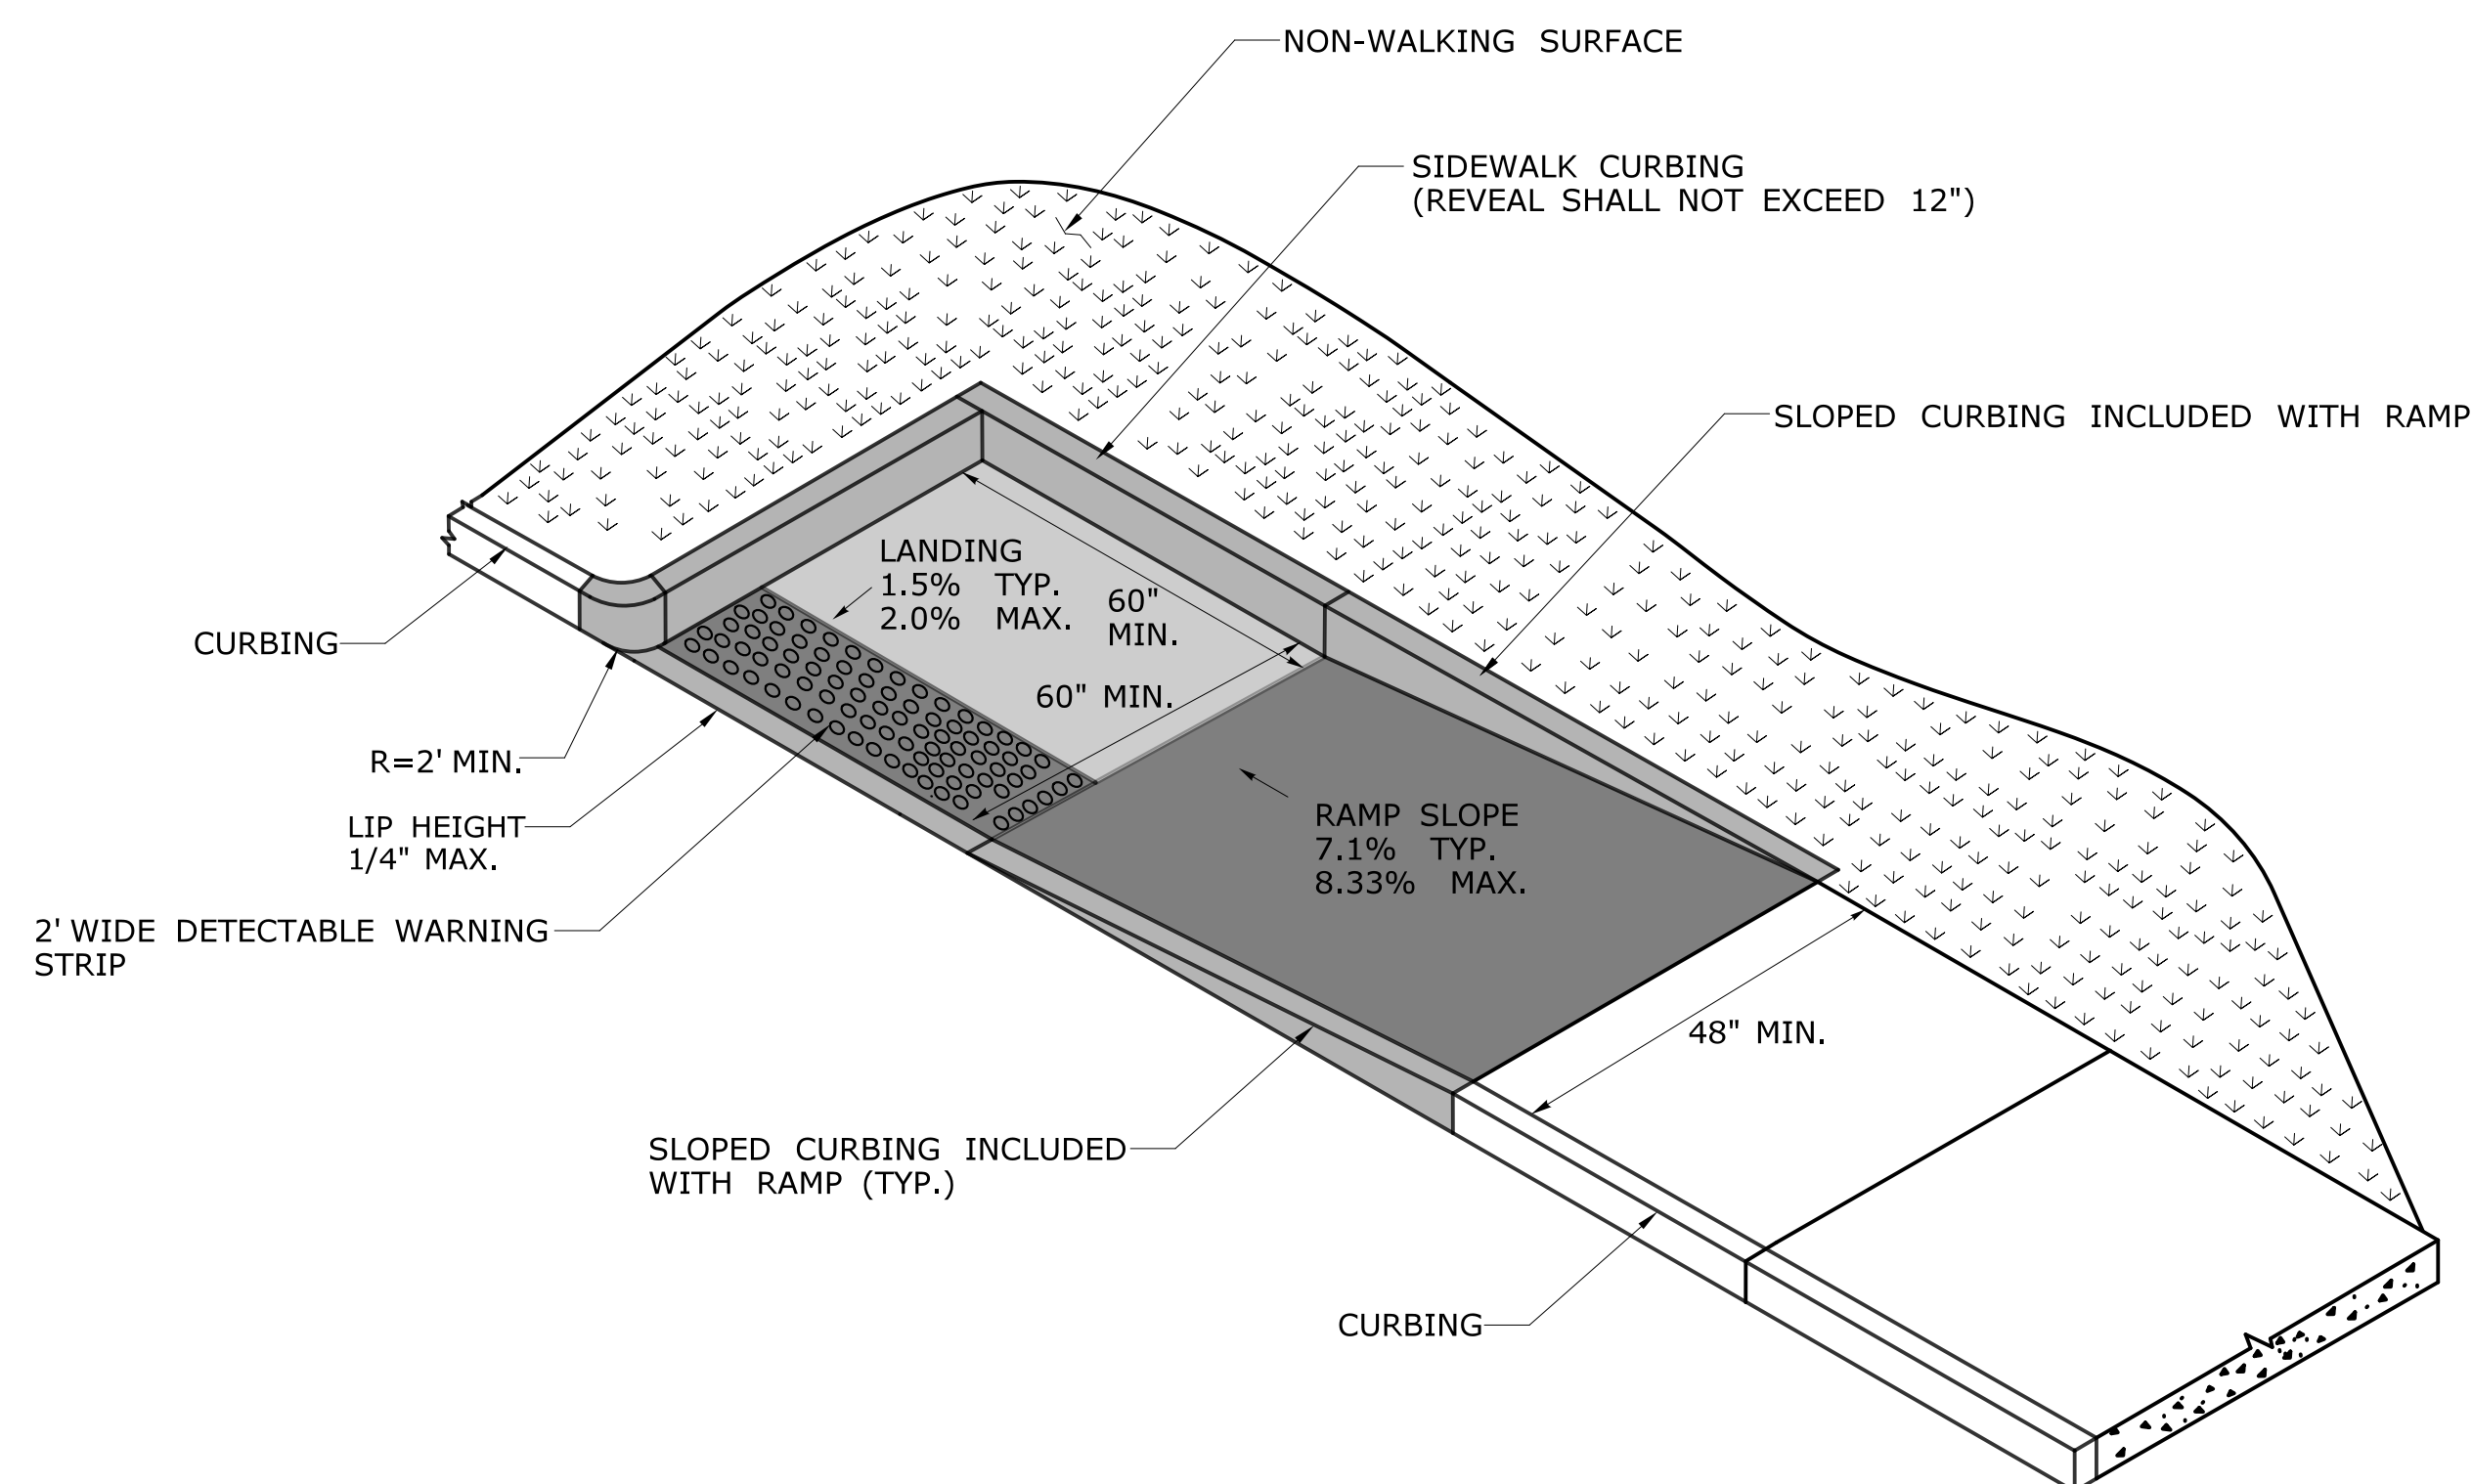 NON-WALKING SURFACE
SIDEWALK CURBING
(REVEAL SHALL NOT EXCEED 12")
SLOPED CURBING INCLUDED WITH RAMP
LANDING
1.5% TYP.
2.0% MAX.
60"
MIN.
60" MIN.
CURBING
R=2' MIN.
LIP HEIGHT
1/4" MAX.
RAMP SLOPE
7.1% TYP.
8.33% MAX.
2' WIDE DETECTABLE WARNING
STRIP
48" MIN.
SLOPED CURBING INCLUDED
WITH RAMP (TYP.)
CURBING